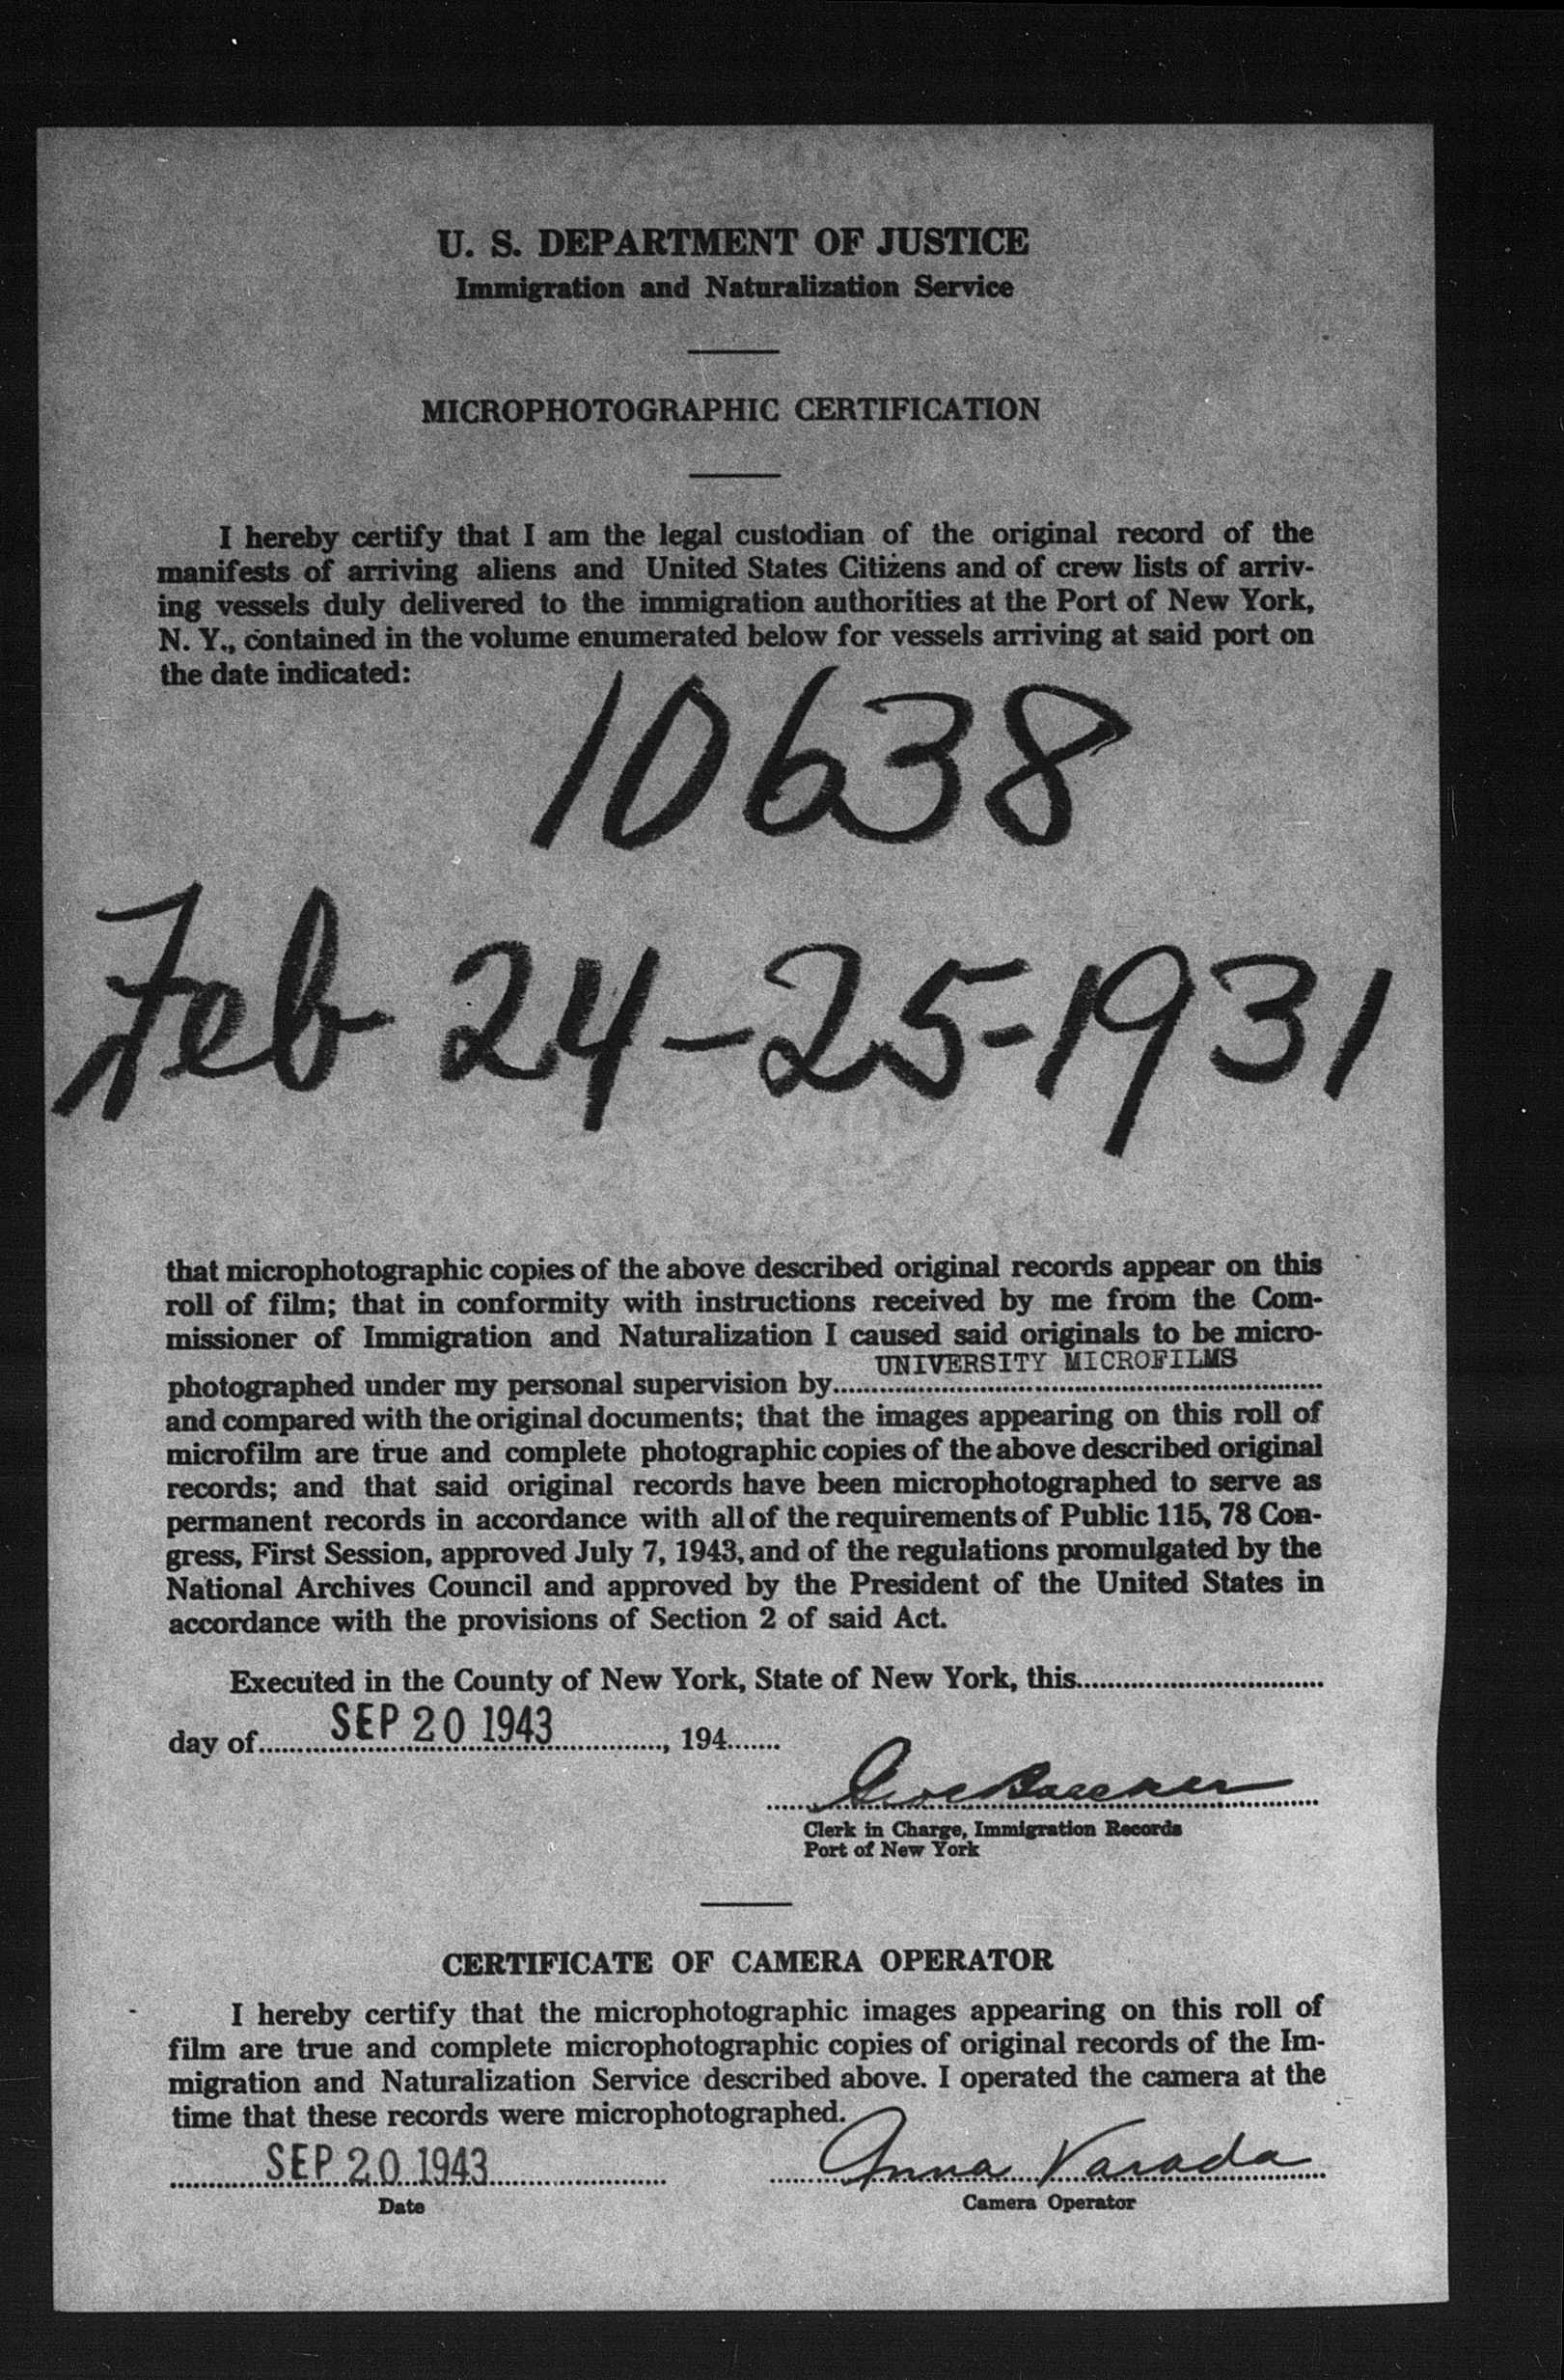 U. S. DEPARTMENT OF JUSTICE
Immigration and Naturalization Service
MICROPHOTOGRAPHIC CERTIFICATION
I hereby certify that I am the legal custodian of the original record of the
manifests of arriving aliens and United States Citizens and of crew lists of arriv-
ing vessels duly delivered to the immigration authorities at the Port of New York,
N. Y., contained in the volume enumerated below for vessels arriving at said port on
the date indicated:
10638
Feb 24-25-1931
that microphotographic copies of the above described original records appear on this
roll of film; that in conformity with instructions received by me from the Com-
missioner of Immigration and Naturalization I caused said originals to be micro-
UNIVERSITY MICROFILMS
photographed under my personal supervision by
and compared with the original documents; that the images appearing on this roll of
microfilm are true and complete photographic copies of the above described original
records; and that said original records have been microphotographed to serve as
permanent records in accordance with all of the requirements of Public 115, 78 Con-
gress, First Session, approved July 7, 1943, and of the regulations promulgated by the
National Archives Council and approved by the President of the United States in
accordance with the provisions of Section 2 of said Act.
Executed in the County of New York, State of New York, this
day of SEP 20 1943, 194
Clerk in Charge, Immigration Records
Port of New York
CERTIFICATE OF CAMERA OPERATOR
I hereby certify that the microphotographic images appearing on this roll of
film are true and complete microphotographic copies of original records of the Im-
migration and Naturalization Service described above. I operated the camera at the
time that these records were microphotographed.
SEP 20 1943 Anna Varada
Date Camera Operator